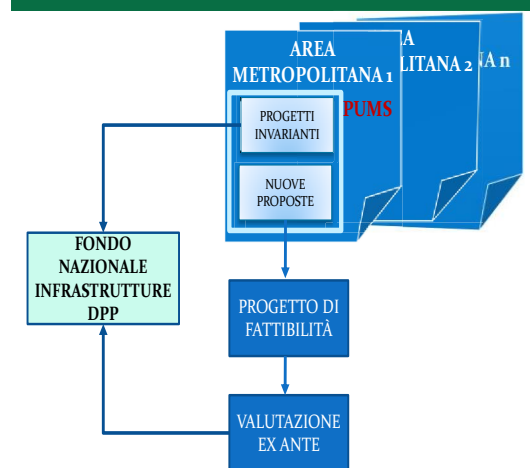 AREA
METROPOLITANA 1
A
LITANA 2
NA n
PUMS
PROGETTI
INVARIANTI
NUOVE
PROPOSTE
FONDO
NAZIONALE
INFRASTRUTTURE
DPP
PROGETTO DI
FATTIBILITÀ
VALUTAZIONE
EX ANTE